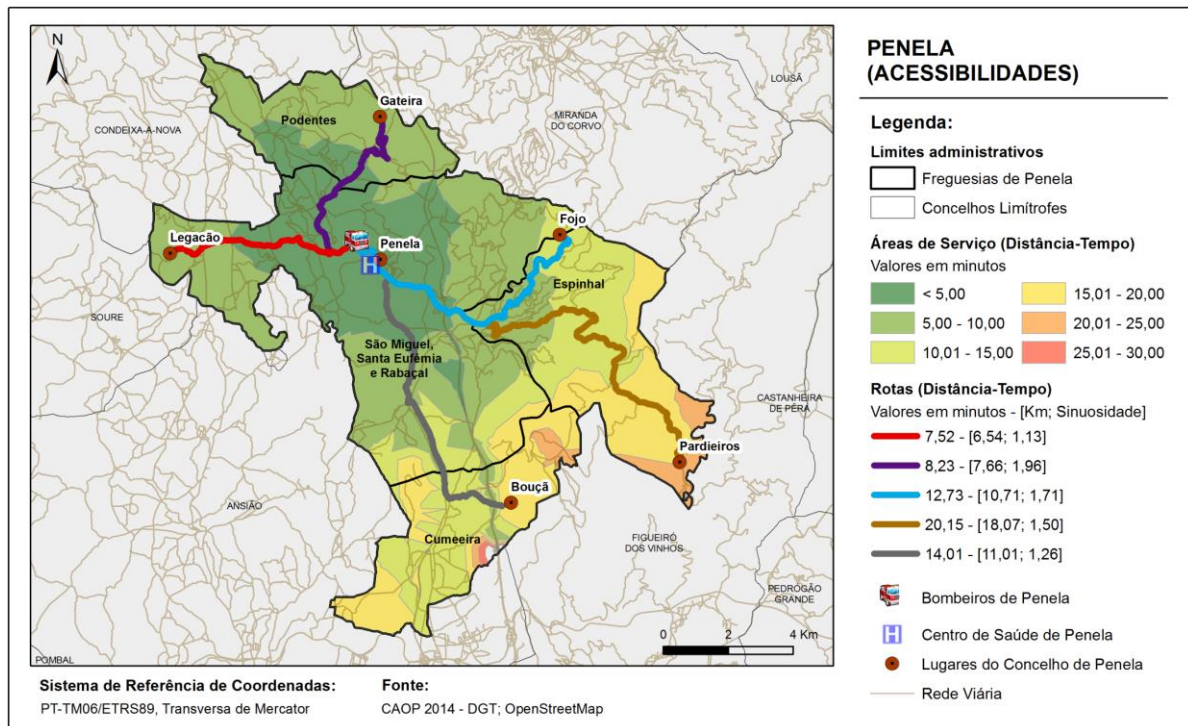 N
CONDEIXA-A-NOVA
Podentes
Gateira
MIRANDA
DO CORVO
LOUSÃ
Legacão
Penela
H
Fojo
Espinhal
SOURE
São Miguel,
Santa Eufêmia
e Rabaçal
CASTANHEIRA
DE PÊRA
Pardieiros
Bouçã
ANSIÃO
Cumeeira
FIGUEIRÓ
DOS VINHOS
PEDROGÃO
GRANDE
POMBAL
0 2 4 Km
Sistema de Referência de Coordenadas:
PT-TM06/ETRS89, Transversa de Mercator
Fonte:
CAOP 2014 - DGT; OpenStreetMap
PENELA
(ACESSIBILIDADES)
Legenda:
Limites administrativos
Freguesias de Penela
Concelhos Limítrofes
Áreas de Serviço (Distância-Tempo)
Valores em minutos
< 5,00
15,01 - 20,00
5,00 - 10,00
20,01 - 25,00
10,01 - 15,00
25,01 - 30,00
Rotas (Distância-Tempo)
Valores em minutos - [Km; Sinuosidade]
7,52 - [6,54; 1,13]
8,23 - [7,66; 1,96]
12,73 - [10,71; 1,71]
20,15 - [18,07; 1,50]
14,01 - [11,01; 1,26]
Bombeiros de Penela
H Centro de Saúde de Penela
Lugares do Concelho de Penela
Rede Viária